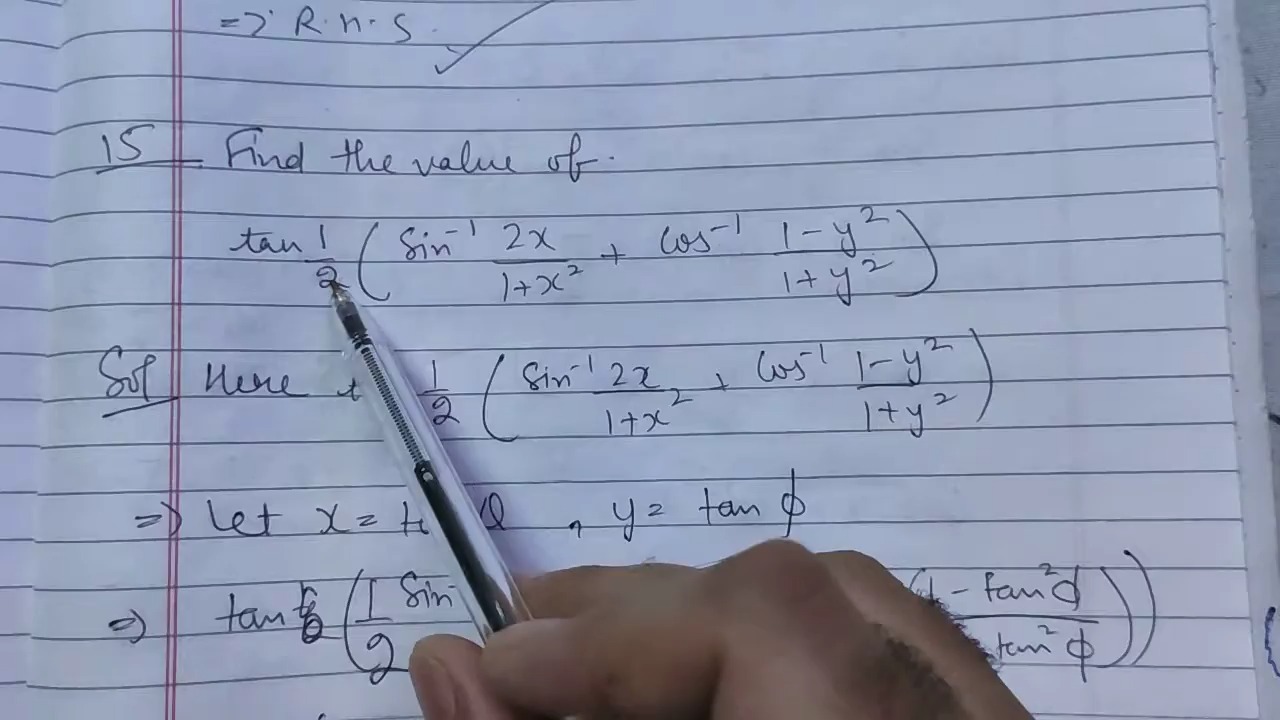 => R.H.S.
15 Find the value of.
tan 1/2 ( Sin⁻¹ 2x/1+x² + Cos⁻¹ 1-y²/1+y² )
Sol Here 1/2 ( Sin⁻¹ 2x/1+x² + Cos⁻¹ 1-y²/1+y² )
=> Let x = , y = tan φ
=> tan ( 1/2 Sin 1 - tan²φ/tan²φ ))